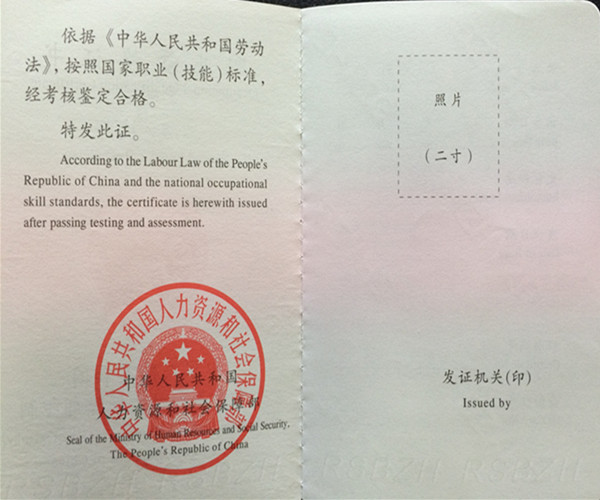 依据《中华人民共和国劳动
法》，按照国家职业（技能）标准，
经考核鉴定合格。
特发此证。
According to the Labour Law of the People's
Republic of China and the national occupational
skill standards, the certificate is herewith issued
after passing testing and assessment.
中华人民共和国人力资源和社会保障部
中华人民共和国
人力资源和社会保障部
Seal of the Ministry of Human Resources and Social Security,
The People's Republic of China
照片
（二寸）
发证机关(印)
Issued by